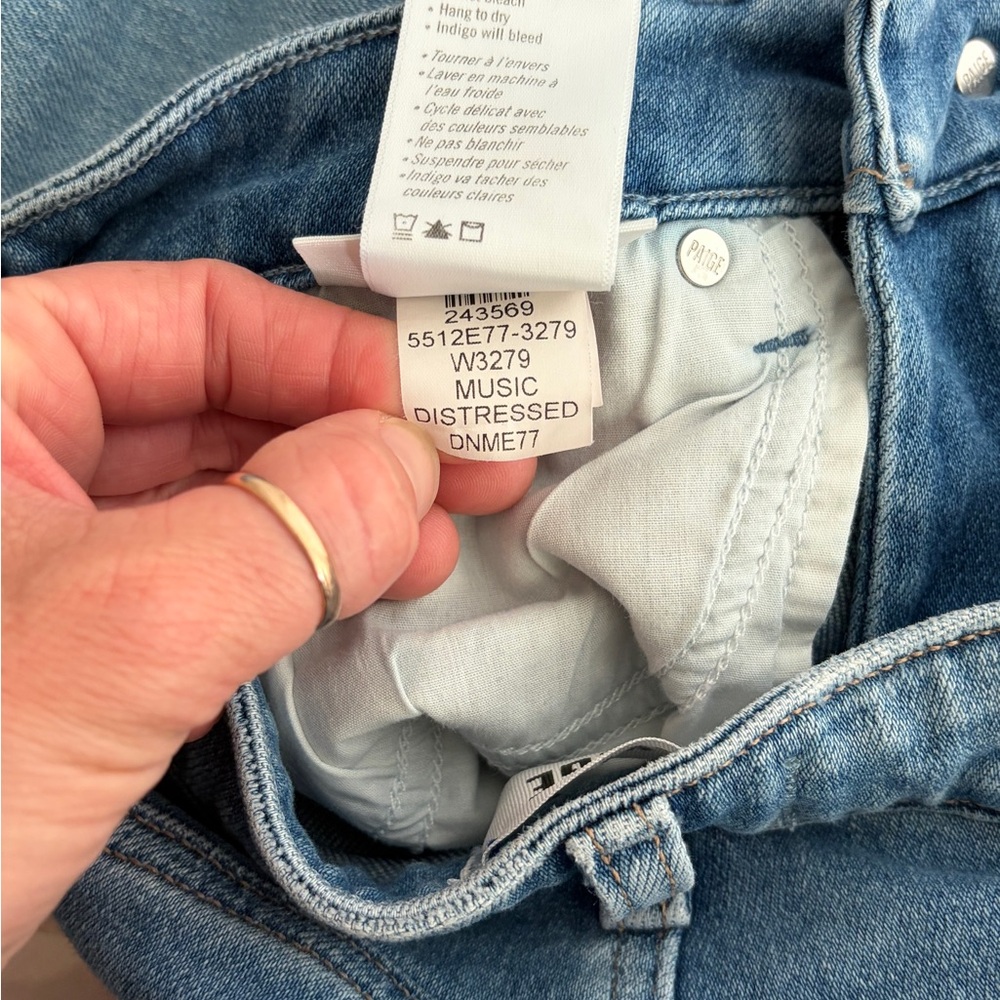 • Hang to dry
• Indigo will bleed
• Tourner à l'envers
• Laver en machine à
l'eau froide
• Cycle délicat avec
des couleurs semblables
• Ne pas blanchir
• Suspendre pour sécher
• Indigo va tacher des
couleurs claires
243569
5512E77-3279
W3279
MUSIC
DISTRESSED
DNME77
PAIGE
PAIGE